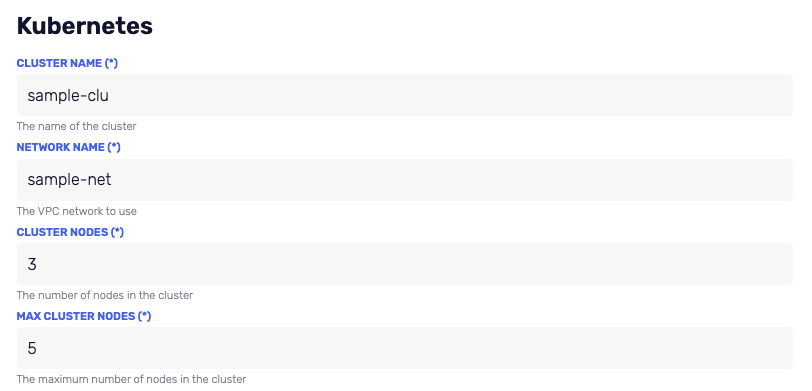 Kubernetes
CLUSTER NAME (*)
sample-clu
The name of the cluster
NETWORK NAME (*)
sample-net
The VPC network to use
CLUSTER NODES (*)
3
The number of nodes in the cluster
MAX CLUSTER NODES (*)
5
The maximum number of nodes in the cluster